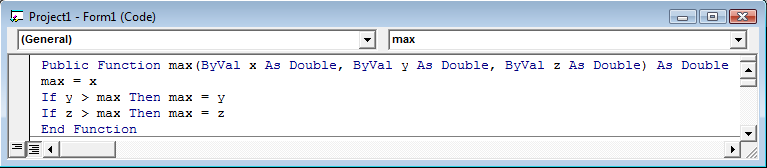 Project1 - Form1 (Code)
(General) max
Public Function max(ByVal x As Double, ByVal y As Double, ByVal z As Double) As Double
max = x
If y > max Then max = y
If z > max Then max = z
End Function